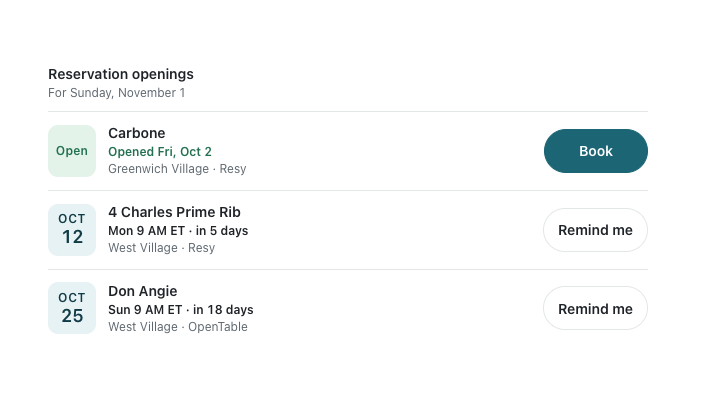 Reservation openings
For Sunday, November 1
Open
Carbone
Opened Fri, Oct 2
Greenwich Village · Resy
Book
OCT
12
4 Charles Prime Rib
Mon 9 AM ET · in 5 days
West Village · Resy
Remind me
OCT
25
Don Angie
Sun 9 AM ET · in 18 days
West Village · OpenTable
Remind me